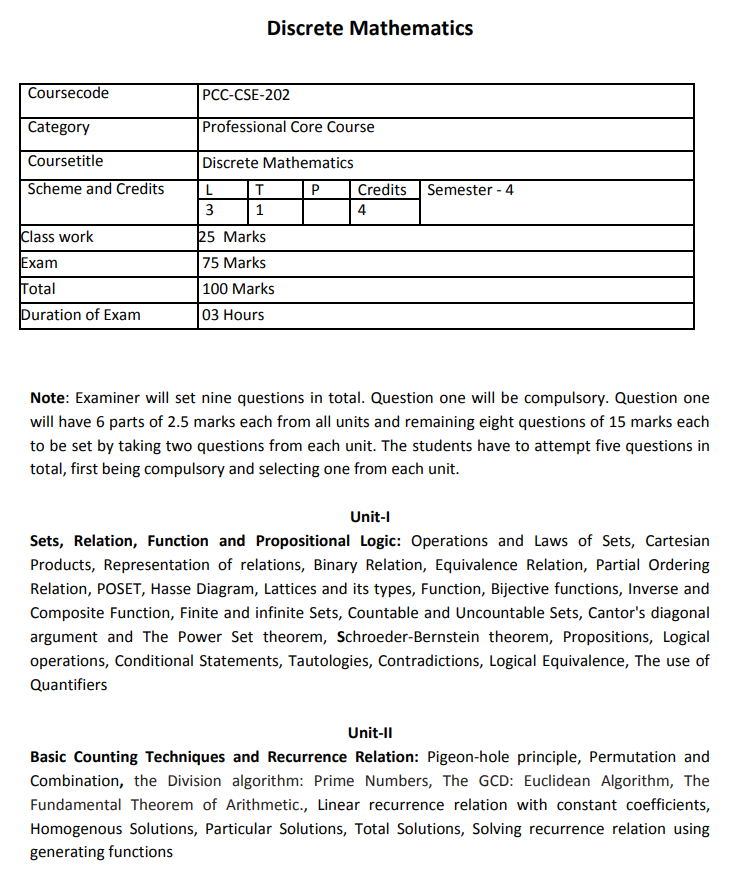 Discrete Mathematics
Coursecode PCC-CSE-202
Category Professional Core Course
Coursetitle Discrete Mathematics
Scheme and Credits L T P Credits Semester - 4
3 1 4
Class work 25 Marks
Exam 75 Marks
Total 100 Marks
Duration of Exam 03 Hours
Note: Examiner will set nine questions in total. Question one will be compulsory. Question one
will have 6 parts of 2.5 marks each from all units and remaining eight questions of 15 marks each
to be set by taking two questions from each unit. The students have to attempt five questions in
total, first being compulsory and selecting one from each unit.
Unit-I
Sets, Relation, Function and Propositional Logic: Operations and Laws of Sets, Cartesian
Products, Representation of relations, Binary Relation, Equivalence Relation, Partial Ordering
Relation, POSET, Hasse Diagram, Lattices and its types, Function, Bijective functions, Inverse and
Composite Function, Finite and infinite Sets, Countable and Uncountable Sets, Cantor's diagonal
argument and The Power Set theorem, Schroeder-Bernstein theorem, Propositions, Logical
operations, Conditional Statements, Tautologies, Contradictions, Logical Equivalence, The use of
Quantifiers
Unit-II
Basic Counting Techniques and Recurrence Relation: Pigeon-hole principle, Permutation and
Combination, the Division algorithm: Prime Numbers, The GCD: Euclidean Algorithm, The
Fundamental Theorem of Arithmetic., Linear recurrence relation with constant coefficients,
Homogenous Solutions, Particular Solutions, Total Solutions, Solving recurrence relation using
generating functions